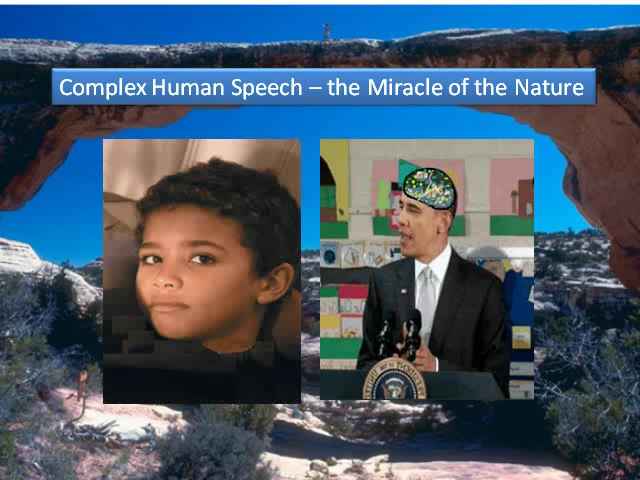 Complex Human Speech – the Miracle of the Nature